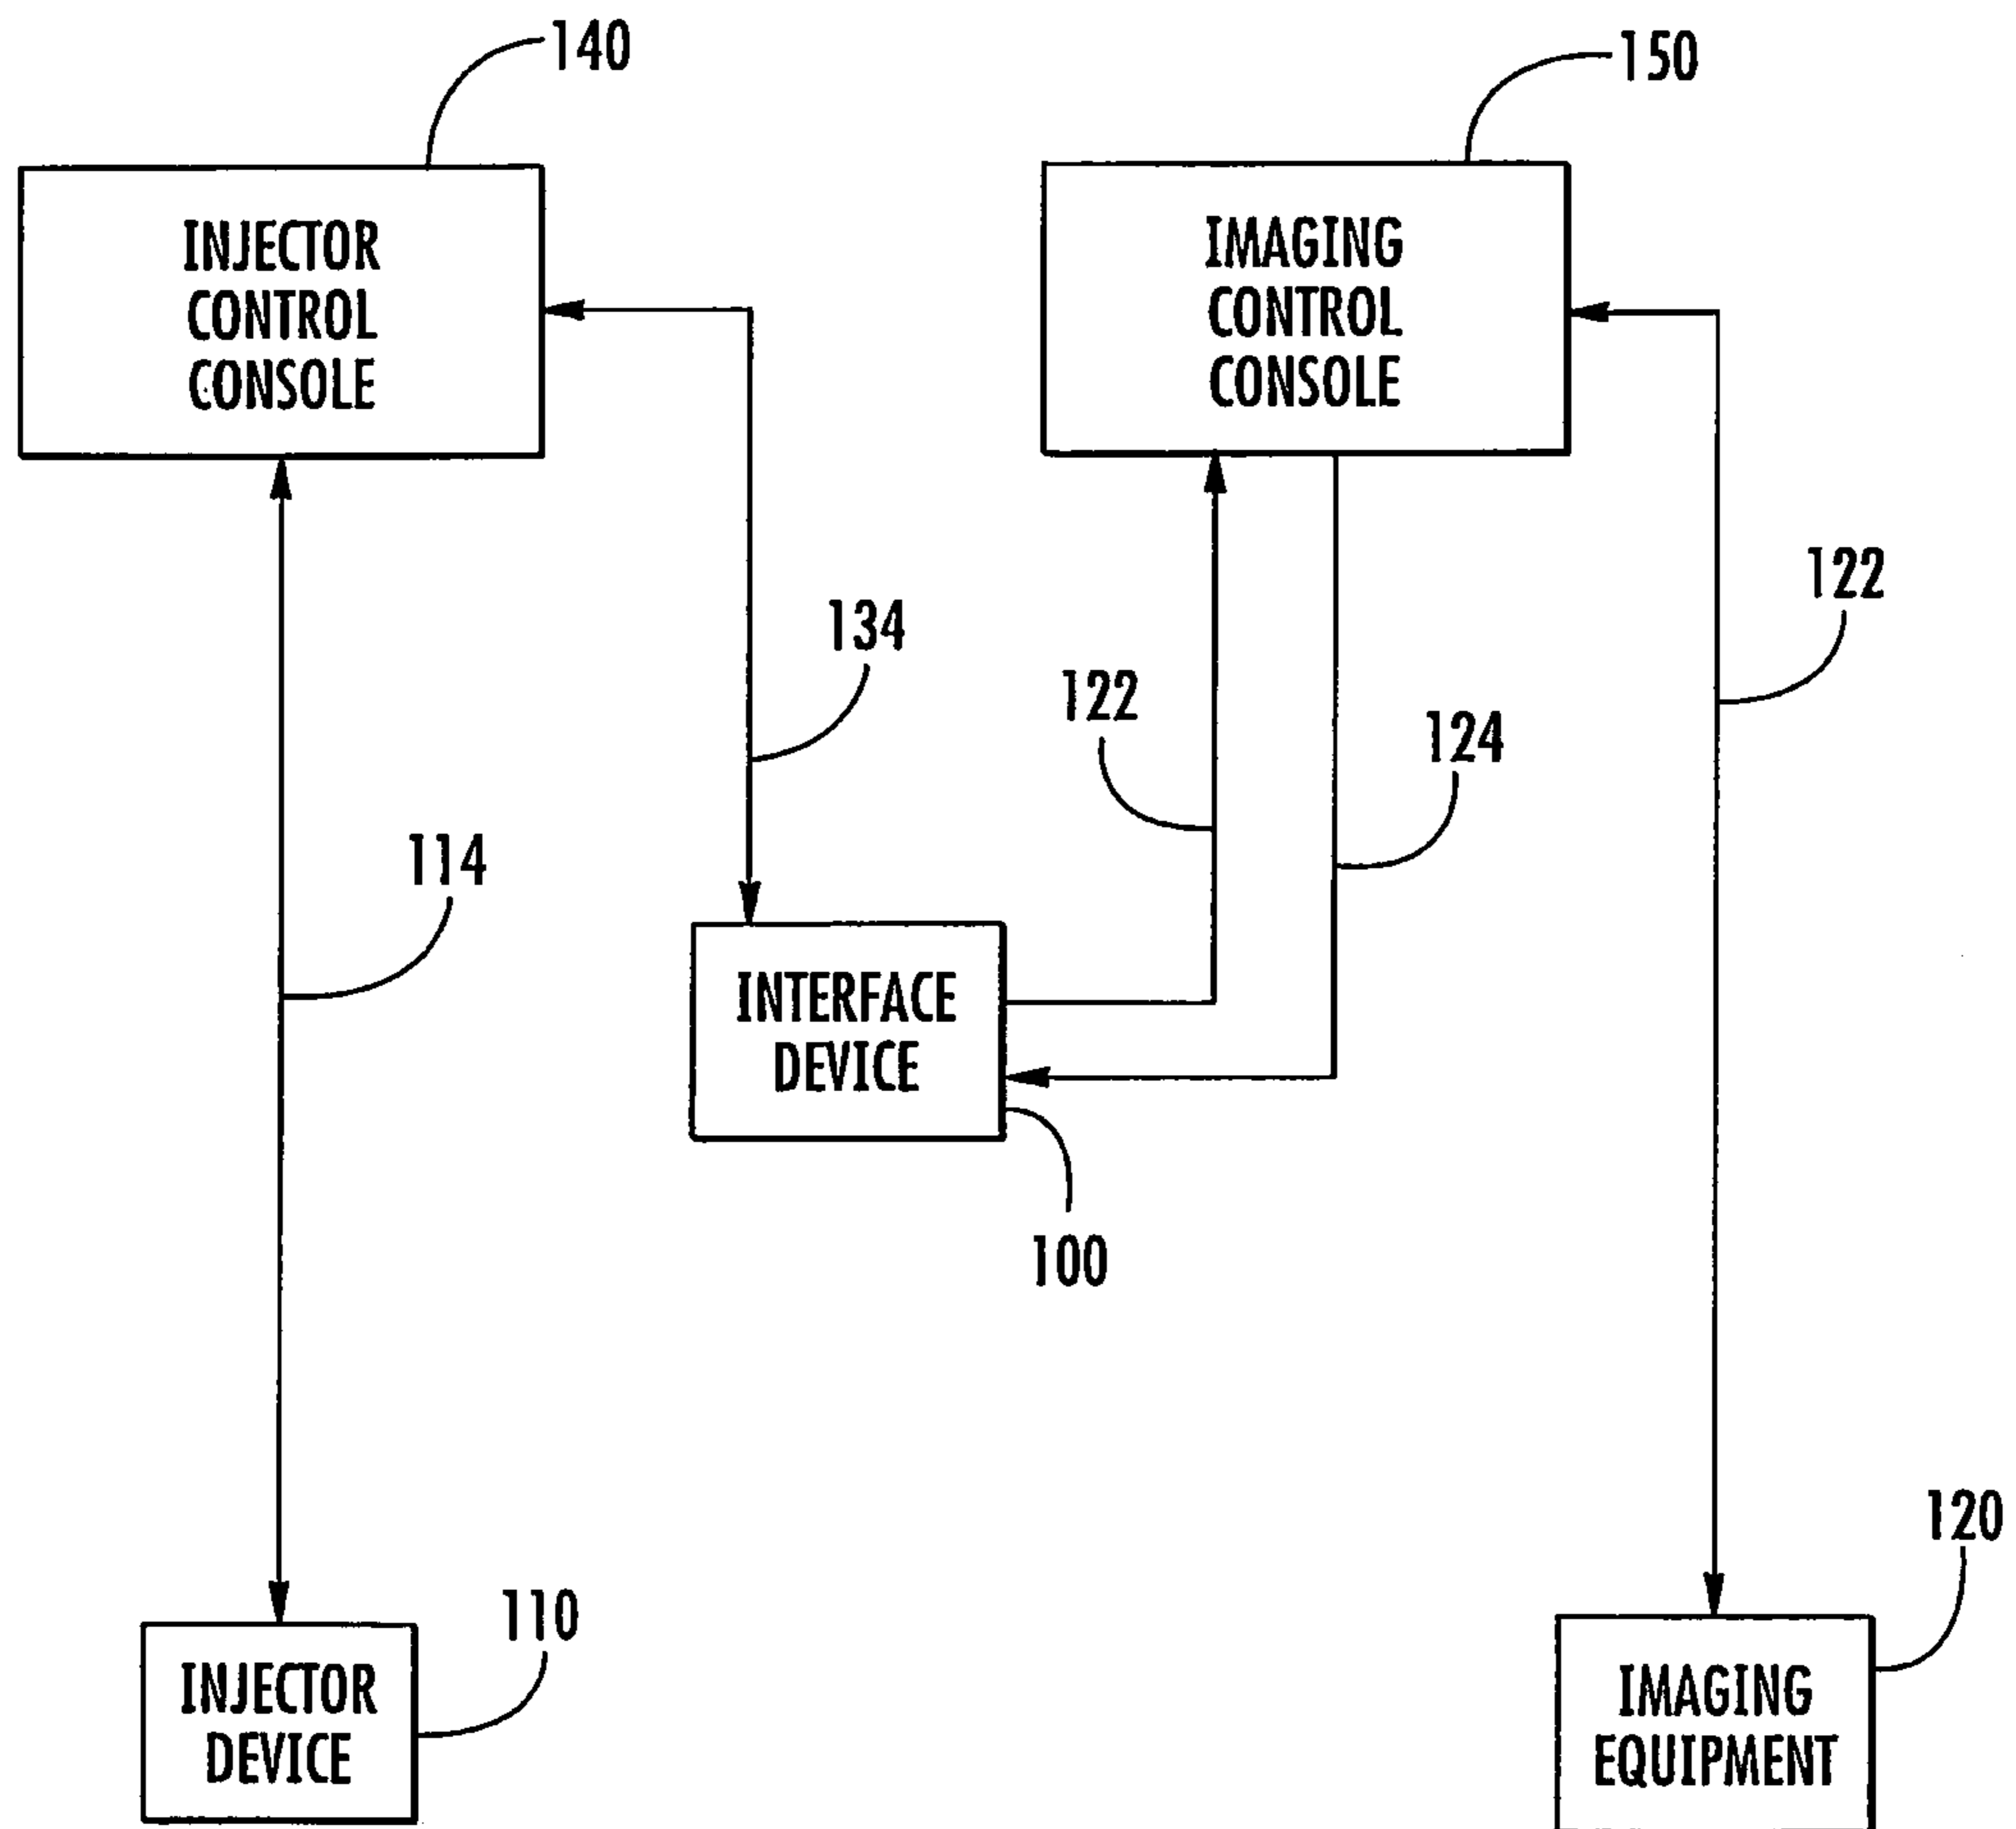 140
150
INJECTOR
CONTROL
CONSOLE
IMAGING
CONTROL
CONSOLE
122
134
122
124
114
INTERFACE
DEVICE
100
120
110
INJECTOR
DEVICE
IMAGING
EQUIPMENT